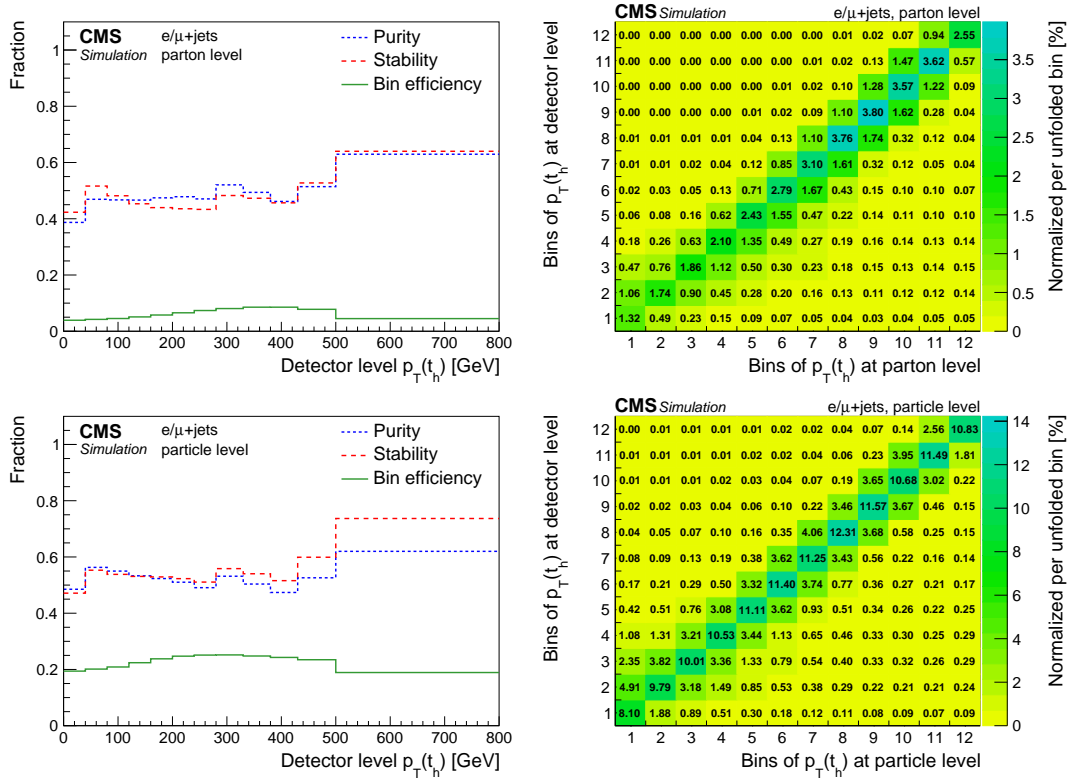 CMS e/μ+jets
Simulation parton level
Purity
Stability
Bin efficiency
Fraction
1
0.8
0.6
0.4
0.2
0
0 100 200 300 400 500 600 700 800
Detector level p_T(t_h) [GeV]
CMS Simulation e/μ+jets, parton level
Bins of p_T(t_h) at detector level
12 0.00 0.00 0.00 0.00 0.00 0.00 0.00 0.01 0.02 0.07 0.94 2.55
11 0.00 0.00 0.00 0.00 0.00 0.00 0.01 0.02 0.13 1.47 3.62 0.57
10 0.00 0.00 0.00 0.00 0.01 0.01 0.02 0.10 1.28 3.57 1.22 0.09
9 0.00 0.00 0.00 0.01 0.01 0.02 0.09 1.10 3.80 1.62 0.28 0.04
8 0.01 0.01 0.01 0.01 0.04 0.13 1.10 3.76 1.74 0.32 0.12 0.04
7 0.01 0.01 0.02 0.04 0.12 0.85 3.10 1.61 0.32 0.12 0.05 0.04
6 0.02 0.03 0.05 0.13 0.71 2.79 1.67 0.43 0.15 0.10 0.10 0.07
5 0.06 0.08 0.16 0.62 2.43 1.55 0.47 0.22 0.14 0.11 0.10 0.10
4 0.18 0.26 0.63 2.10 1.35 0.49 0.27 0.19 0.16 0.14 0.13 0.14
3 0.47 0.76 1.86 1.12 0.50 0.30 0.23 0.18 0.15 0.13 0.14 0.15
2 1.06 1.74 0.90 0.45 0.28 0.20 0.16 0.13 0.11 0.12 0.12 0.14
1 1.32 0.49 0.23 0.15 0.09 0.07 0.05 0.04 0.03 0.04 0.05 0.05
1 2 3 4 5 6 7 8 9 10 11 12
Bins of p_T(t_h) at parton level
Normalized per unfolded bin [%]
3.5
3
2.5
2
1.5
1
0.5
0
CMS e/μ+jets
Simulation particle level
Purity
Stability
Bin efficiency
Fraction
1
0.8
0.6
0.4
0.2
0
0 100 200 300 400 500 600 700 800
Detector level p_T(t_h) [GeV]
CMS Simulation e/μ+jets, particle level
Bins of p_T(t_h) at detector level
12 0.00 0.01 0.01 0.01 0.01 0.02 0.02 0.04 0.07 0.14 2.56 10.83
11 0.01 0.01 0.01 0.01 0.02 0.02 0.04 0.06 0.23 3.95 11.49 1.81
10 0.01 0.01 0.01 0.02 0.03 0.04 0.07 0.19 3.65 10.68 3.02 0.22
9 0.02 0.02 0.03 0.04 0.06 0.10 0.22 3.46 11.57 3.67 0.46 0.15
8 0.04 0.05 0.07 0.10 0.16 0.35 4.06 12.31 3.68 0.58 0.25 0.15
7 0.08 0.09 0.13 0.19 0.38 3.62 11.25 3.43 0.56 0.22 0.16 0.14
6 0.17 0.21 0.29 0.50 3.32 11.40 3.74 0.77 0.36 0.27 0.21 0.17
5 0.42 0.51 0.76 3.08 11.11 3.62 0.93 0.51 0.34 0.26 0.22 0.25
4 1.08 1.31 3.21 10.53 3.44 1.13 0.65 0.46 0.33 0.30 0.25 0.29
3 2.35 3.82 10.01 3.36 1.33 0.79 0.54 0.40 0.33 0.32 0.26 0.29
2 4.91 9.79 3.18 1.49 0.85 0.53 0.38 0.29 0.22 0.21 0.21 0.24
1 8.10 1.88 0.89 0.51 0.30 0.18 0.12 0.11 0.08 0.09 0.07 0.09
1 2 3 4 5 6 7 8 9 10 11 12
Bins of p_T(t_h) at particle level
Normalized per unfolded bin [%]
14
12
10
8
6
4
2
0